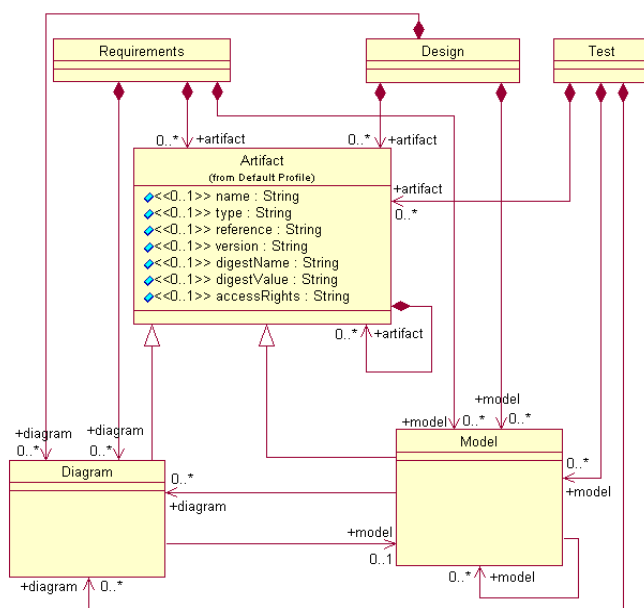 Requirements
Design
Test
0..*
+artifact
0..*
+artifact
Artifact
(from Default Profile)
<<0..1>> name : String
<<0..1>> type : String
<<0..1>> reference : String
<<0..1>> version : String
<<0..1>> digestName : String
<<0..1>> digestValue : String
<<0..1>> accessRights : String
+artifact
0..*
0..*
+artifact
+diagram
0..*
+diagram
0..*
+model
0..*
+model
0..*
Diagram
Model
0..*
+diagram
0..*
+model
+model
0..1
+diagram
0..*
0..*
+model